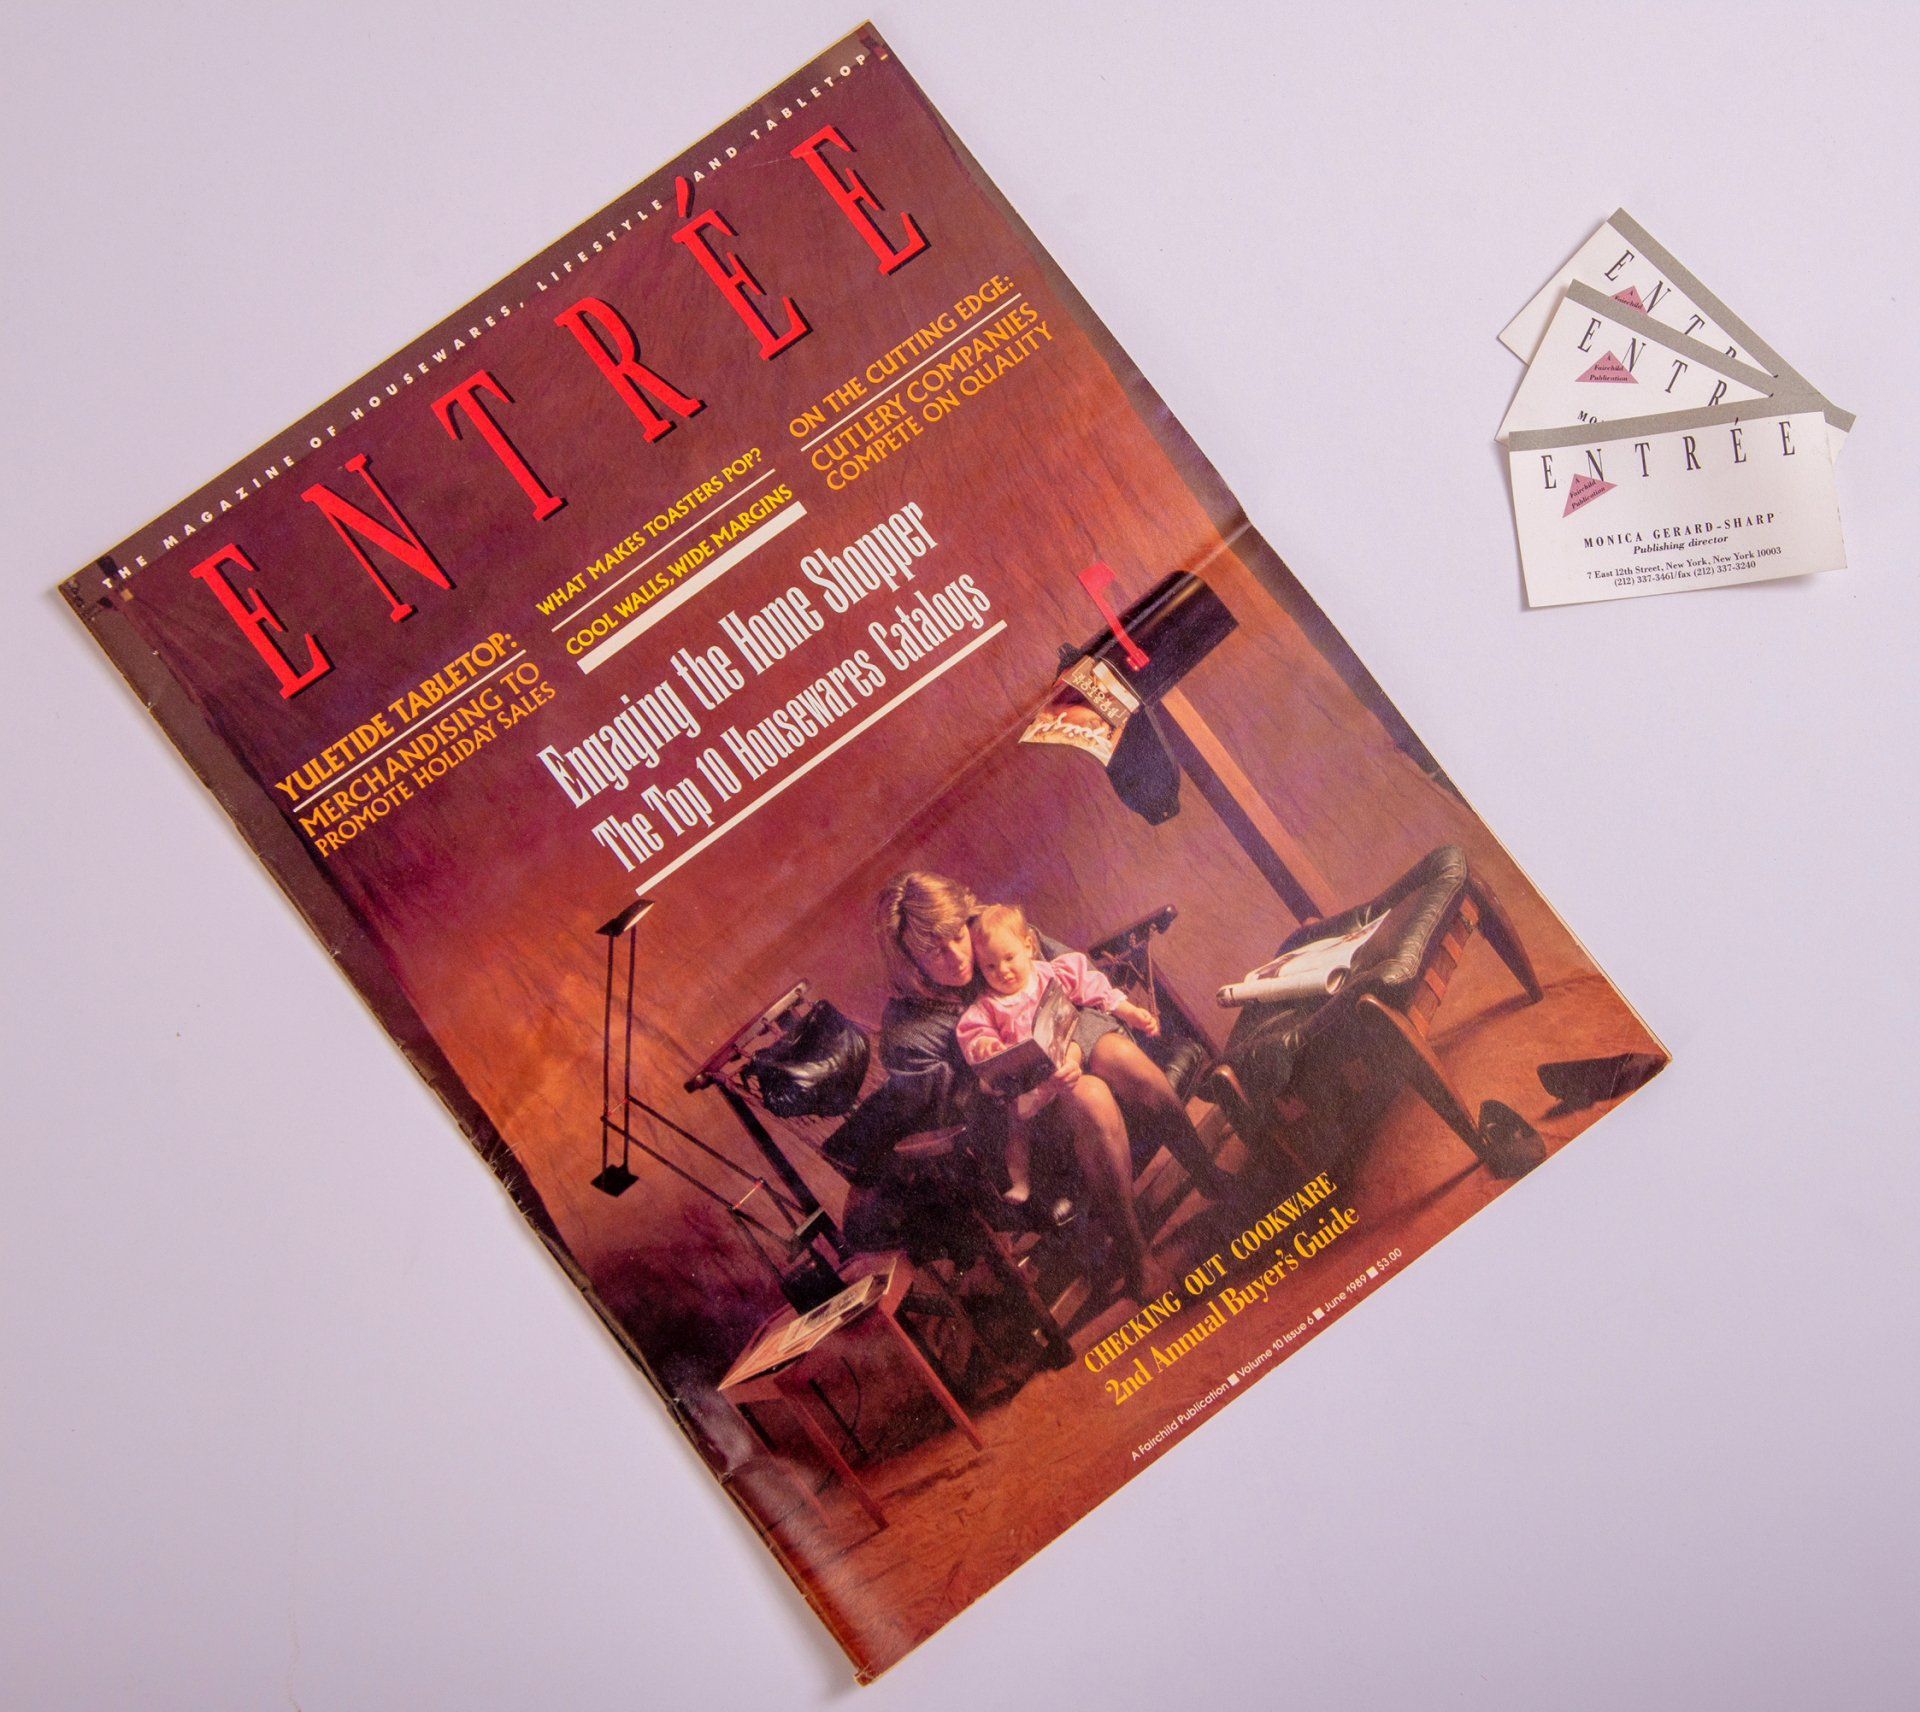 THE MAGAZINE OF HOUSEWARES, LIFESTYLE AND TABLETOP
ENTRÉE
YULETIDE TABLETOP:
MERCHANDISING TO
PROMOTE HOLIDAY SALES
WHAT MAKES TOASTERS POP?
COOL WALLS, WIDE MARGINS
ON THE CUTTING EDGE:
CUTLERY COMPANIES
COMPETE ON QUALITY
Engaging the Home Shopper
The Top 10 Housewares Catalogs
CHECKING OUT COOKWARE
2nd Annual Buyer's Guide
A Fairchild Publication ■ Volume 10 Issue 6 ■ June 1989 ■ $3.00
E N T R
A
Fairchild
E N T R
A
Fairchild
Publication
MO
ENTRÉE
A
Fairchild
Publication
MONICA GERARD-SHARP
Publishing director
7 East 12th Street, New York, New York 10003
(212) 337-3461/fax (212) 337-3240